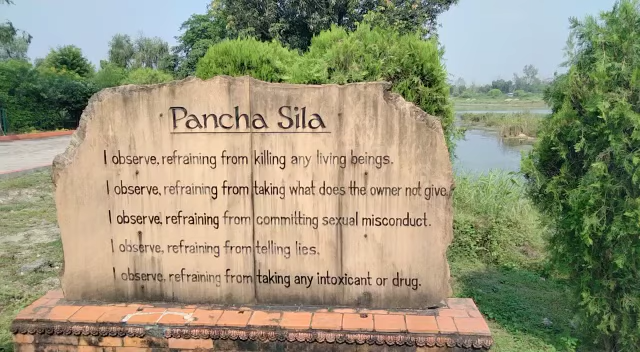 Pancha Sila
I observe, refraining from killing any living beings.
I observe, refraining from taking what does the owner not give
I observe, refraining from committing sexual misconduct.
I observe, refraining from telling lies.
I observe, refraining from taking any intoxicant or drug.